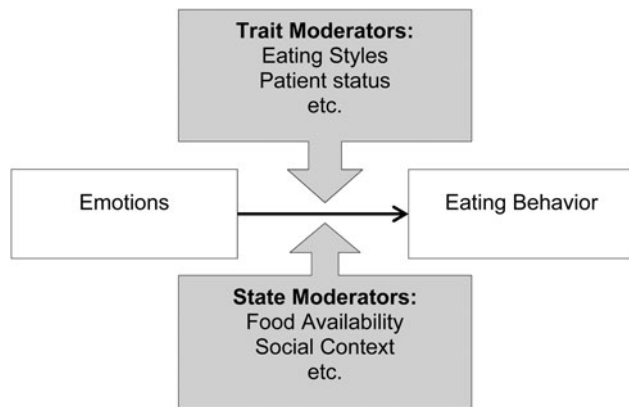 Trait Moderators:
Eating Styles
Patient status
etc.
Emotions
Eating Behavior
State Moderators:
Food Availability
Social Context
etc.